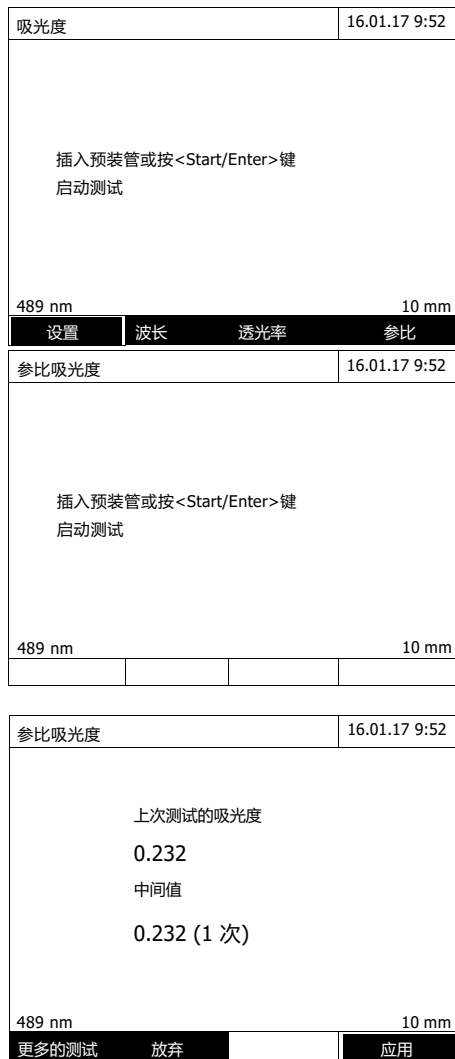 吸光度 16.01.17 9:52
插入预装管或按<Start/Enter>键
启动测试
489 nm 10 mm
设置 波长 透光率 参比
参比吸光度 16.01.17 9:52
插入预装管或按<Start/Enter>键
启动测试
489 nm 10 mm
参比吸光度 16.01.17 9:52
上次测试的吸光度
0.232
中间值
0.232 (1 次)
489 nm 10 mm
更多的测试 放弃 应用